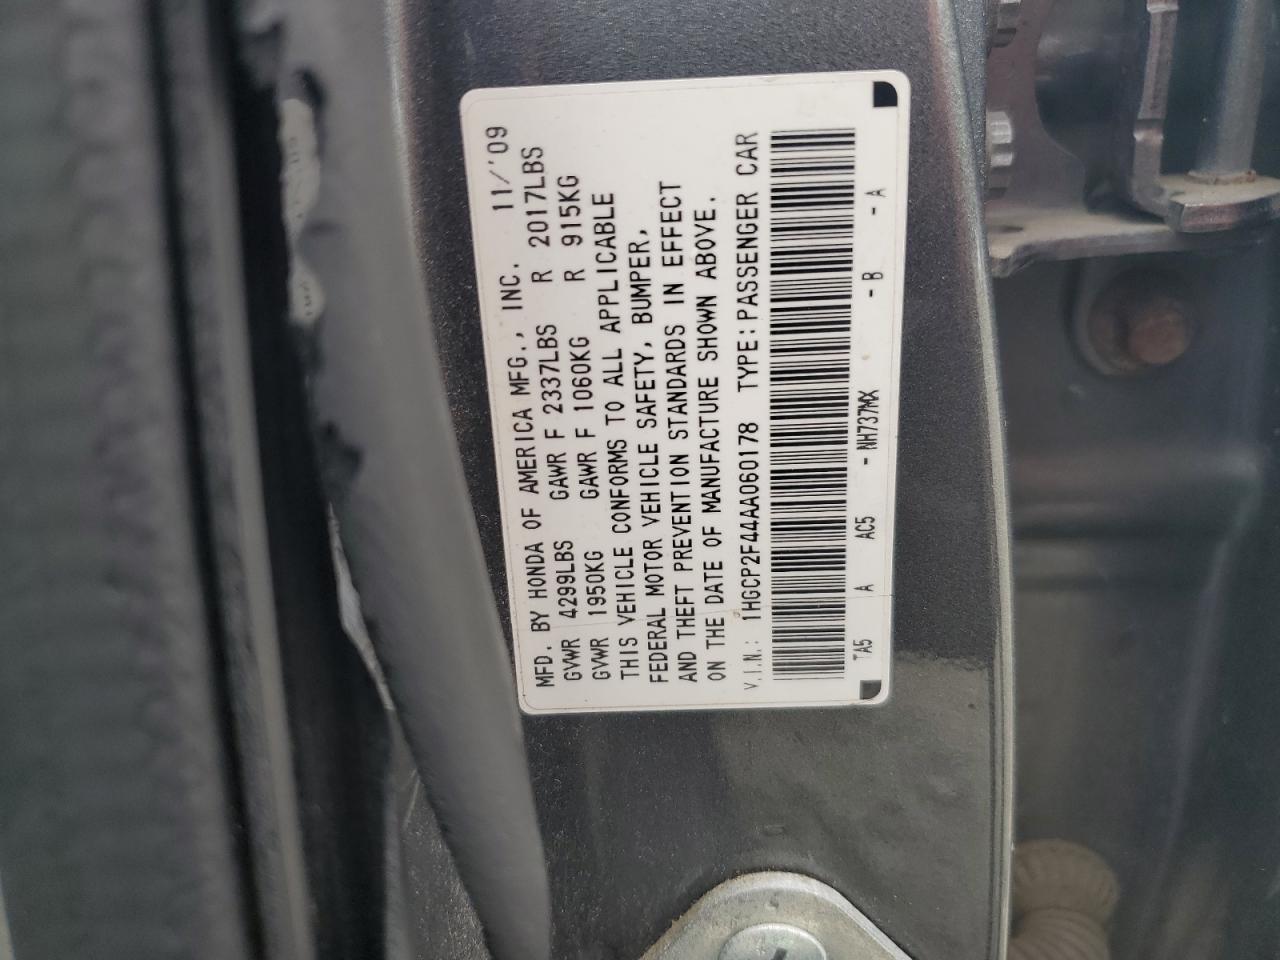 MFD. BY HONDA OF AMERICA MFG., INC. 11/'09
GVWR 4299LBS GAWR F 2337LBS R 2017LBS
GVWR 1950KG GAWR F 1060KG R 915KG
THIS VEHICLE CONFORMS TO ALL APPLICABLE
FEDERAL MOTOR VEHICLE SAFETY, BUMPER,
AND THEFT PREVENTION STANDARDS IN EFFECT
ON THE DATE OF MANUFACTURE SHOWN ABOVE.
V.I.N.: 1HGCP2F44AA060178 TYPE:PASSENGER CAR
TA5 A AC5 - NH737MX - B - A